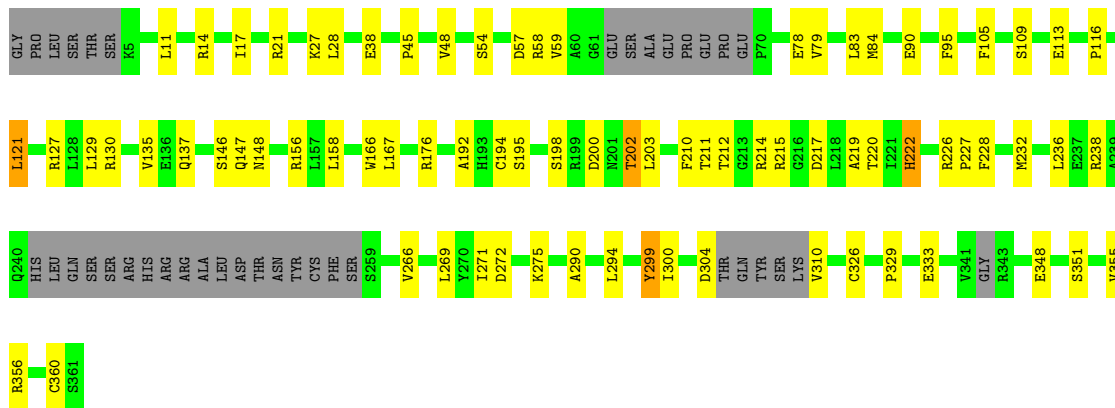 GLY PRO LEU SER THR SER K5 L11 R14 I17 R21 K27 L28 E38 P45 V48 S54 D57 R58 V59 A60 G61 GLU SER ALA GLU PRO GLU PRO GLU P70 E78 V79 L83 M84 E90 F95 F105 S109 E113 P116
L121 R127 L128 L129 R130 V135 E136 Q137 S146 Q147 N148 R156 L157 L158 W166 L167 R176 A192 H193 C194 S195 S198 R199 D200 N201 T202 L203 F210 T211 T212 G213 R214 R215 G216 D217 L218 A219 T220 I221 H222 R226 P227 F228 M232 L236 E237 R238 A239
Q240 HIS LEU GLN SER SER ARG HIS ARG ARG ALA LEU ASP THR ASN TYR CYS PHE SER S259 V266 L269 Y270 I271 D272 K275 A290 L294 Y299 I300 D304 THR GLN TYR SER LYS V310 C326 P329 E333 V341 GLY R343 E348 S351 V355
R356 C360 S361